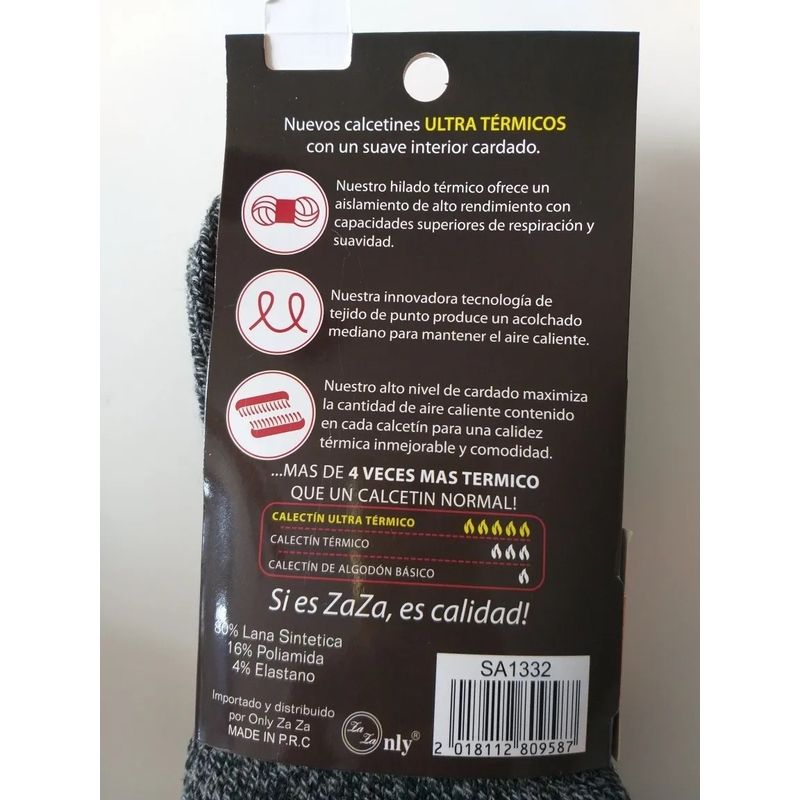 Nuevos calcetines ULTRA TÉRMICOS
con un suave interior cardado.
Nuestro hilado térmico ofrece un
aislamiento de alto rendimiento con
capacidades superiores de respiración y
suavidad.
Nuestra innovadora tecnología de
tejido de punto produce un acolchado
mediano para mantener el aire caliente.
Nuestro alto nivel de cardado maximiza
la cantidad de aire caliente contenido
en cada calcetín para una calidez
térmica inmejorable y comodidad.
...MAS DE 4 VECES MAS TERMICO
QUE UN CALCETIN NORMAL!
CALECTÍN ULTRA TÉRMICO
CALECTÍN TÉRMICO
CALECTÍN DE ALGODÓN BÁSICO
Si es ZaZa, es calidad!
80% Lana Sintetica
16% Poliamida
4% Elastano
Importado y distribuido
por Only Za Za
MADE IN P.R.C
Za Za Only®
SA1332
2 018112 809587